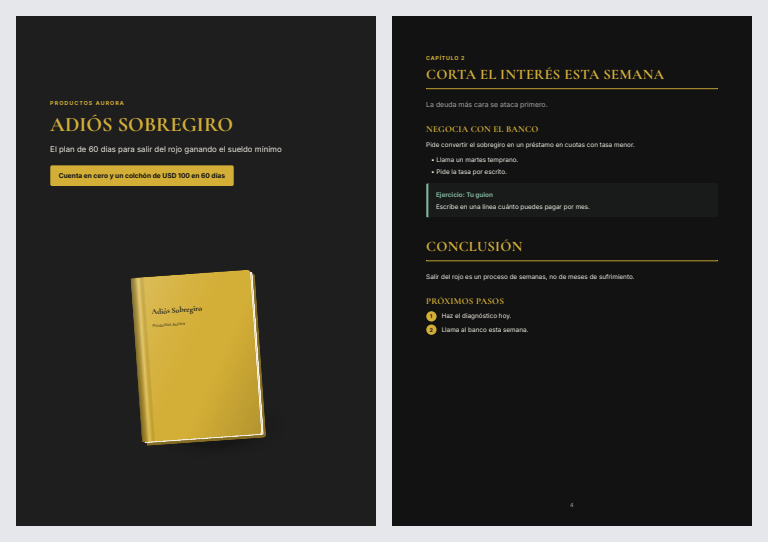 PRODUCTOS AURORA
ADIÓS SOBREGIRO
El plan de 60 días para salir del rojo ganando el sueldo mínimo
Cuenta en cero y un colchón de USD 100 en 60 días
Adiós Sobregiro
Productos Aurora
CAPÍTULO 2
CORTA EL INTERÉS ESTA SEMANA
La deuda más cara se ataca primero.
NEGOCIA CON EL BANCO
Pide convertir el sobregiro en un préstamo en cuotas con tasa menor.
• Llama un martes temprano.
• Pide la tasa por escrito.
Ejercicio: Tu guion
Escribe en una línea cuánto puedes pagar por mes.
CONCLUSIÓN
Salir del rojo es un proceso de semanas, no de meses de sufrimiento.
PRÓXIMOS PASOS
1 Haz el diagnóstico hoy.
2 Llama al banco esta semana.
4